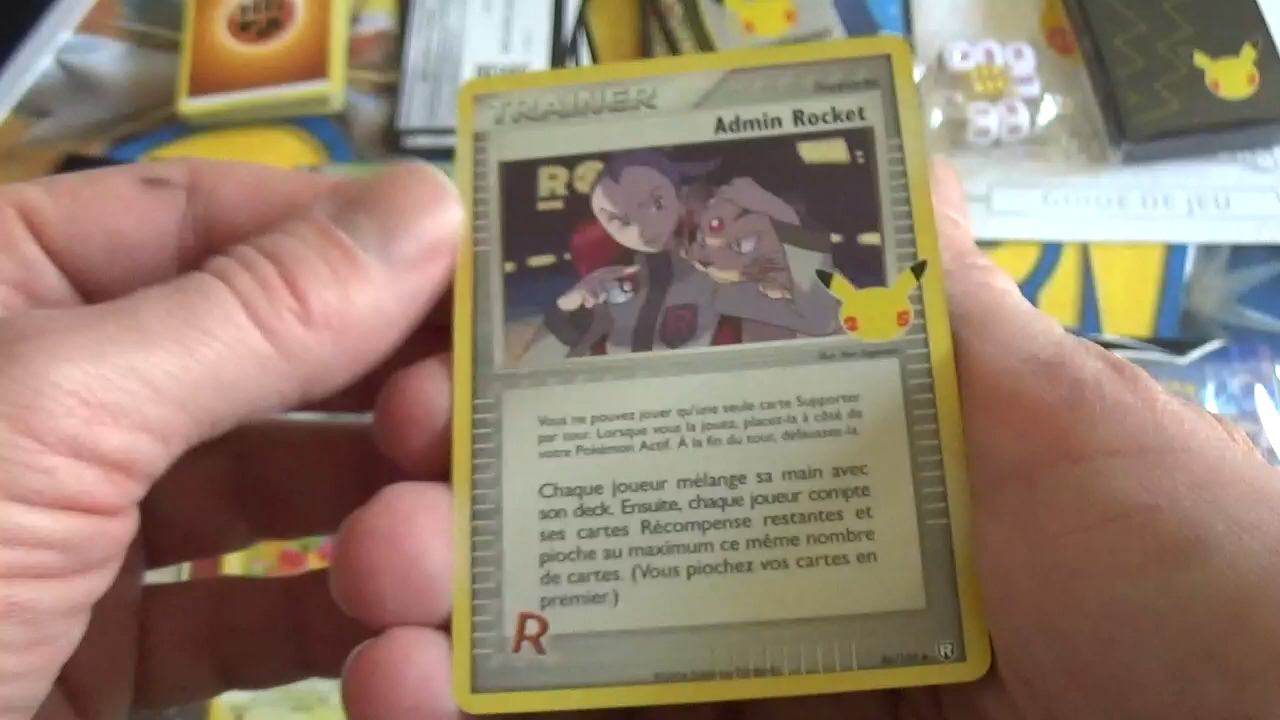 TRAINER
Admin Rocket
RO
25
Vous ne pouvez jouer qu'une seule carte Supporter
par tour. Lorsque vous la jouez, placez-la à côté de
votre Pokémon Actif. À la fin du tour, défaussez-la.
Chaque joueur mélange sa main avec
son deck. Ensuite, chaque joueur compte
ses cartes Récompense restantes et
pioche au maximum ce même nombre
de cartes. (Vous piochez vos cartes en
premier.)
R
R
GUIDE DE JEU